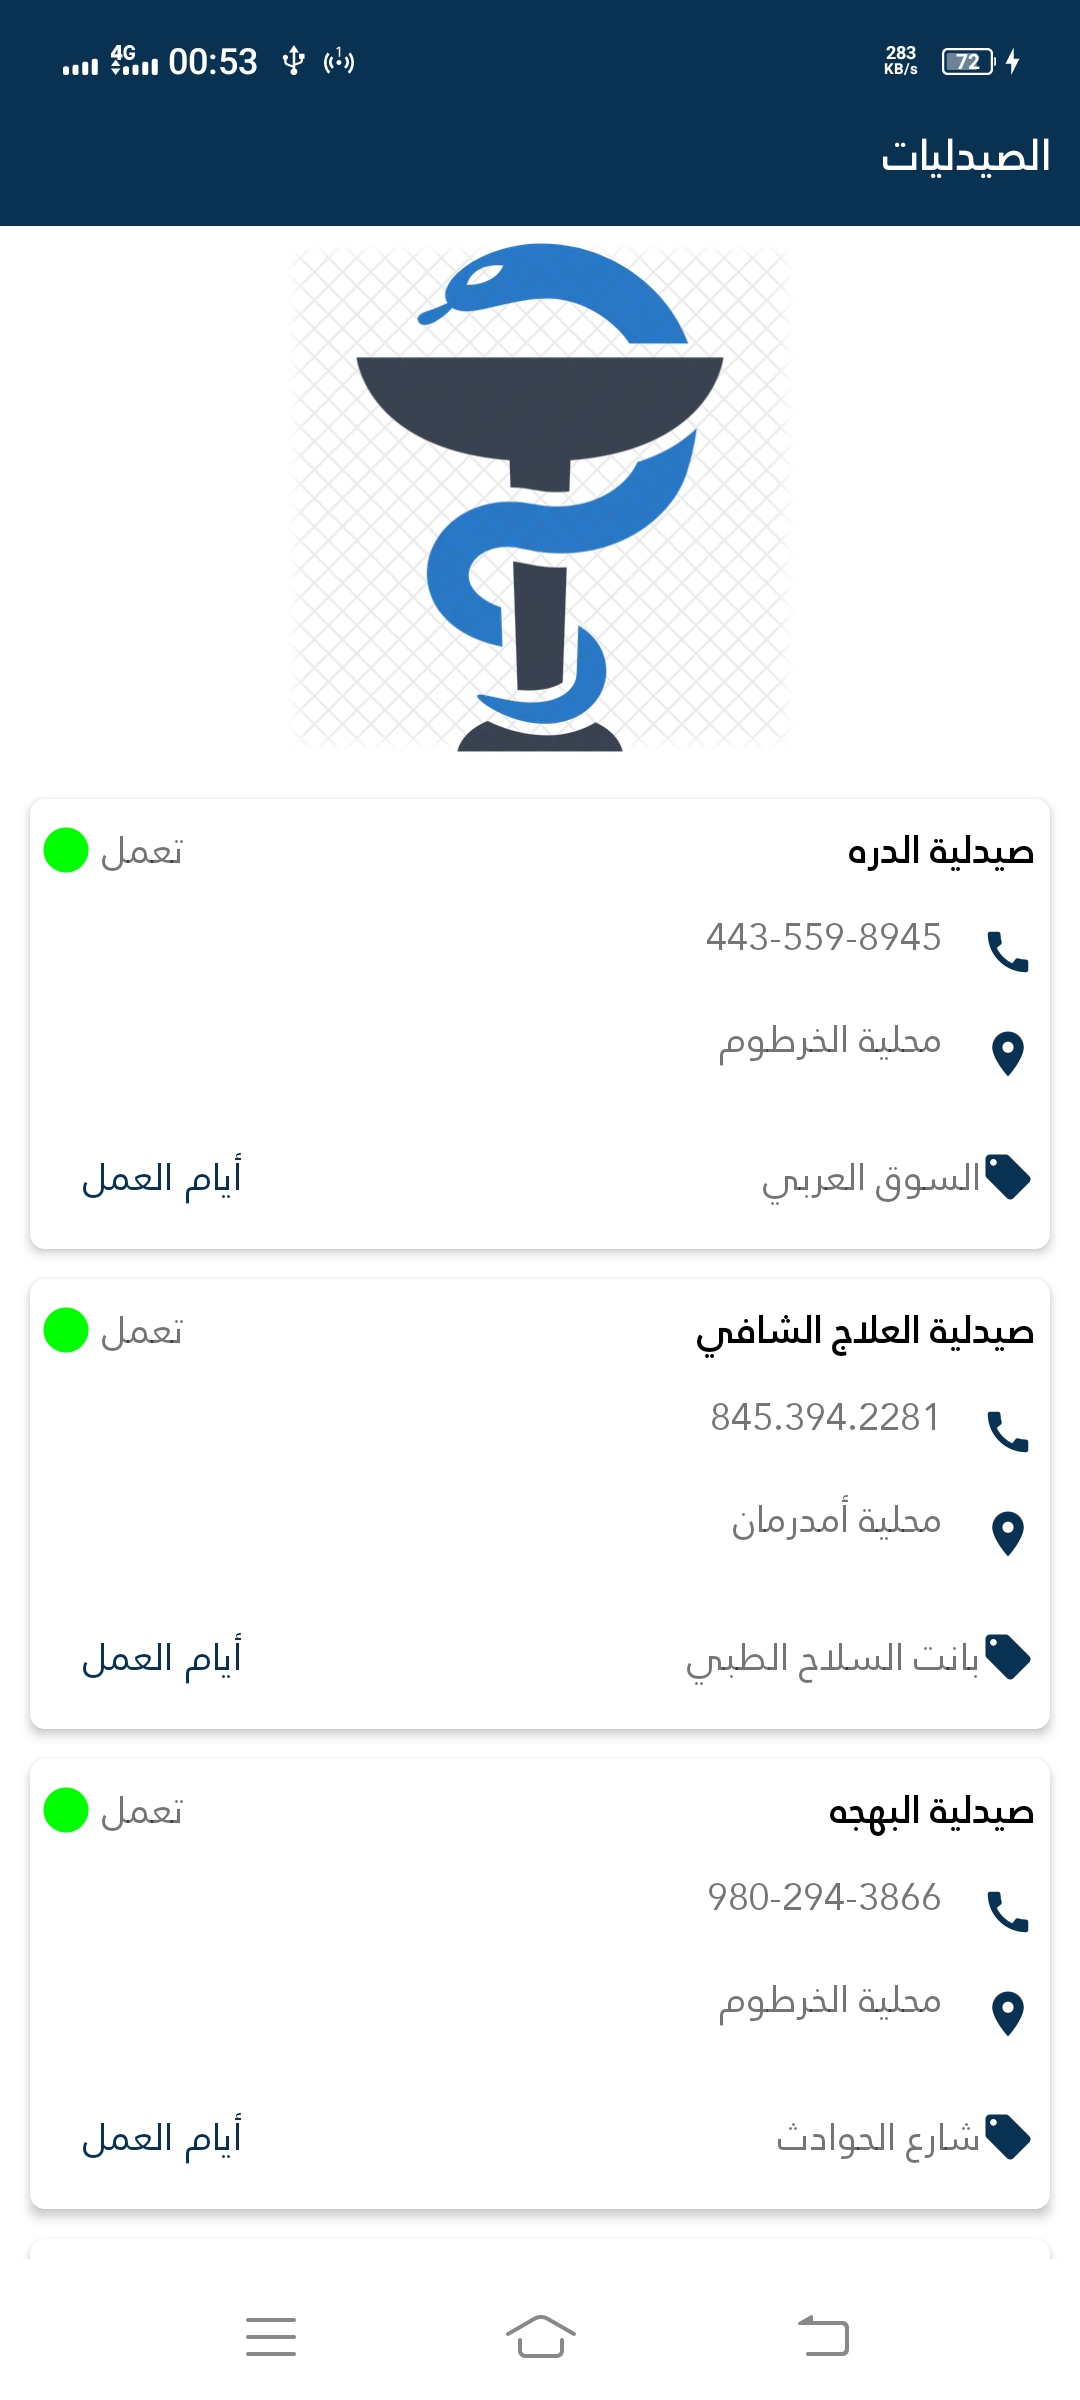 4G 00:53 1 283 KB/s 72
الصيدليات
صيدلية الدره تعمل
443-559-8945
محلية الخرطوم
السوق العربي أيام العمل
صيدلية العلاج الشافي تعمل
845.394.2281
محلية أمدرمان
بانت السلاح الطبي أيام العمل
صيدلية البهجه تعمل
980-294-3866
محلية الخرطوم
شارع الحوادث أيام العمل